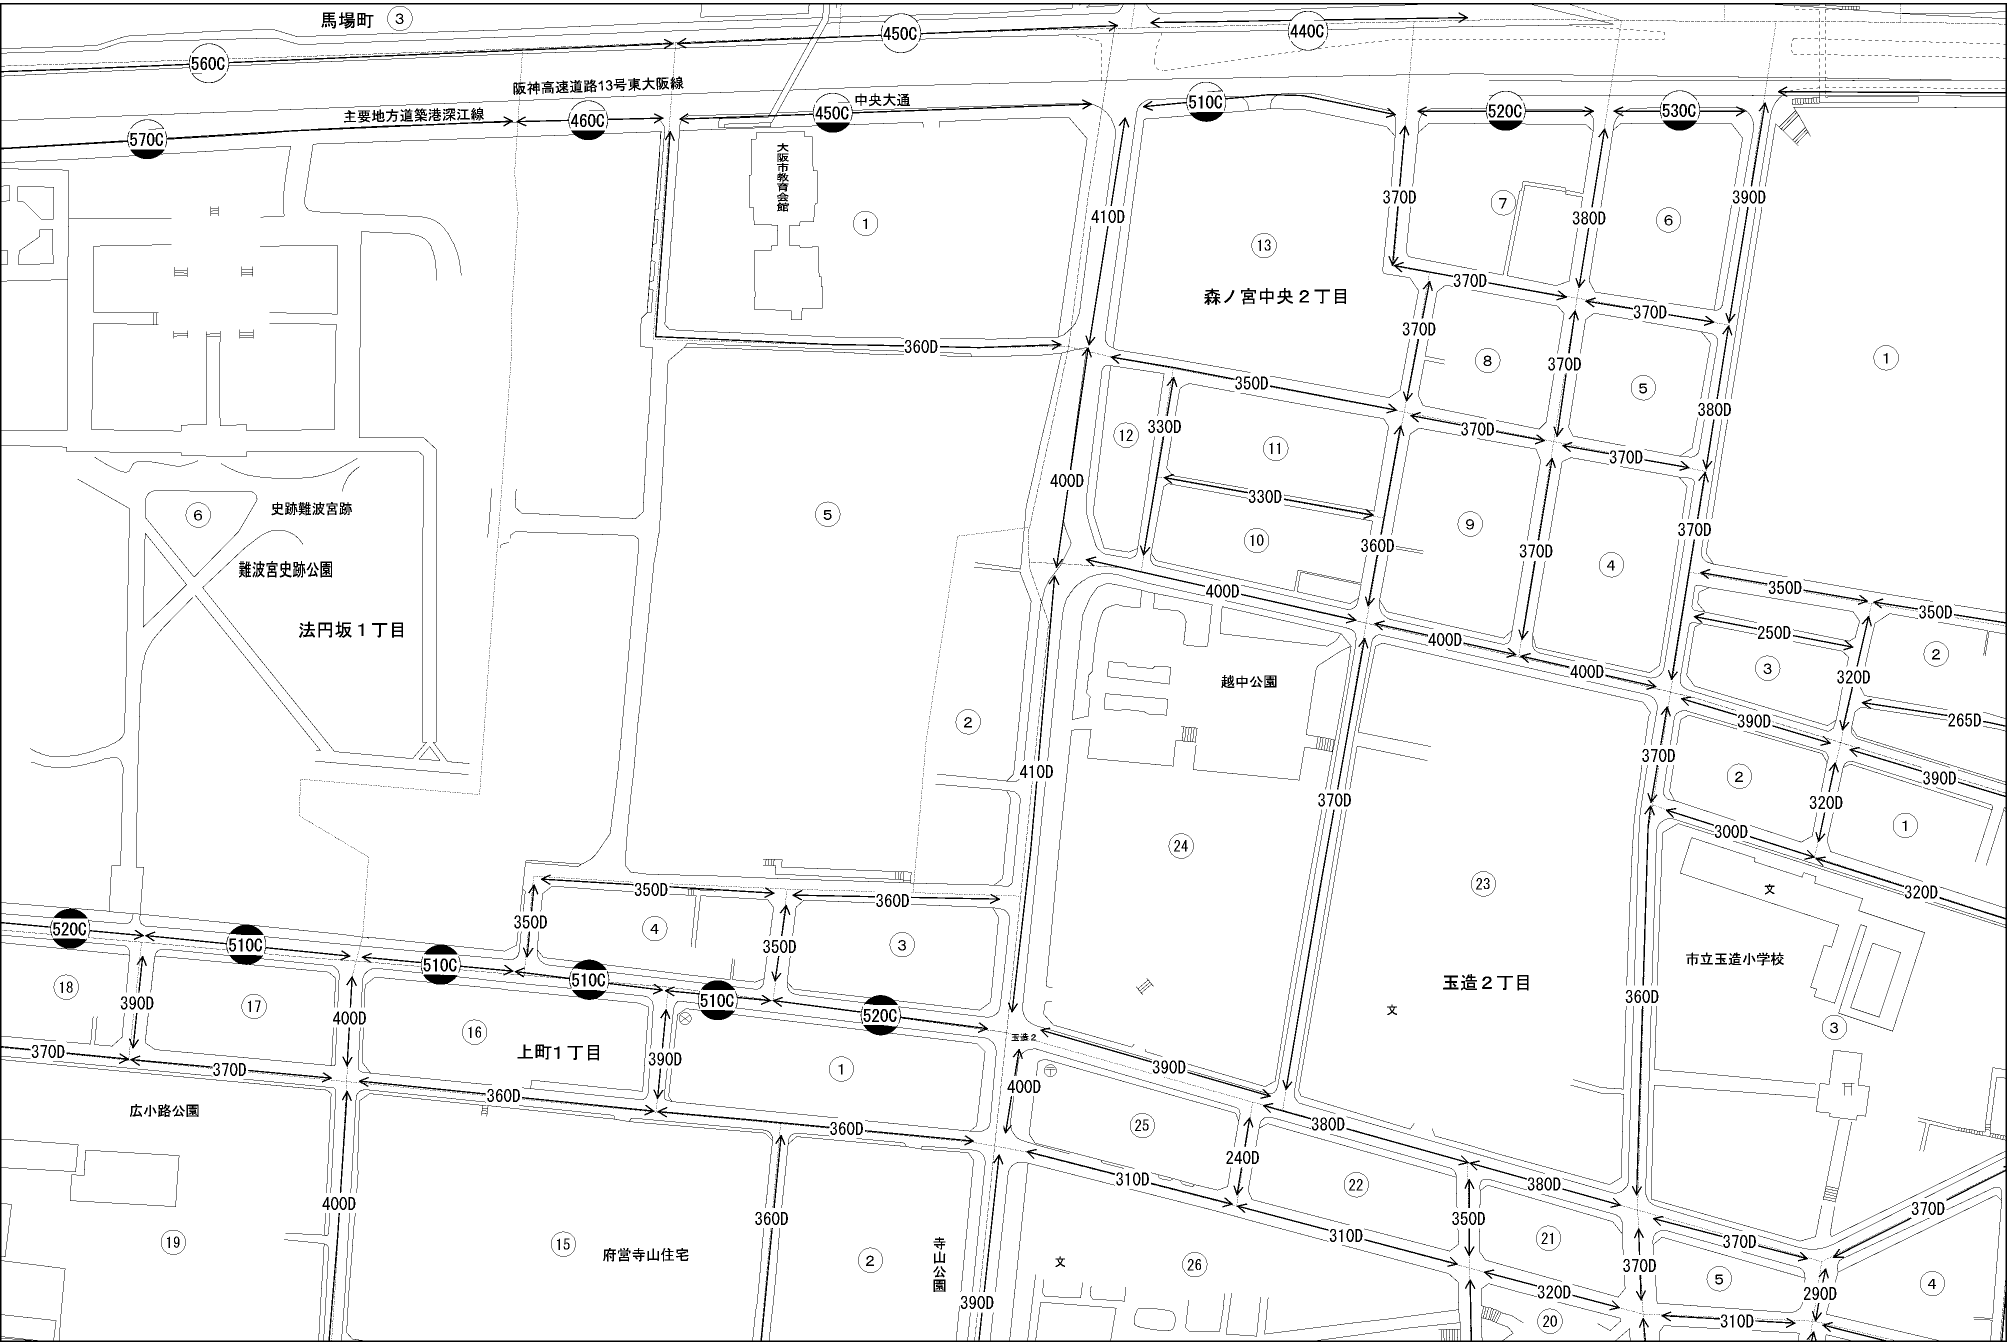 馬場町 ③
560C
450C
440C
阪神高速道路13号東大阪線
主要地方道築港深江線
中央大通
570C
460C
450C
510C
520C
530C
大阪市教育会館
①
410D
⑬
森ノ宮中央2丁目
370D
⑦
380D
⑥
390D
370D
370D
370D
360D
350D
⑧
370D
⑤
380D
①
⑫
330D
⑪
370D
370D
400D
330D
⑩
360D
⑨
370D
④
370D
⑥
史跡難波宮跡
難波宮史跡公園
法円坂1丁目
⑤
400D
400D
400D
350D
350D
250D
②
③
320D
265D
越中公園
②
390D
370D
②
390D
410D
370D
320D
300D
①
320D
㉔
㉓
文
350D
360D
350D
④
350D
③
520C
510C
510C
510C
510C
520C
市立玉造小学校
玉造2丁目
文
360D
③
⑱
390D
⑰
400D
⑯
上町1丁目
390D
①
玉造2
400D
390D
370D
370D
360D
360D
広小路公園
㉕
380D
240D
310D
㉒
380D
400D
⑲
⑮
府営寺山住宅
360D
②
寺山公園
390D
文
㉖
310D
350D
㉑
370D
370D
370D
⑤
④
290D
320D
⑳
310D